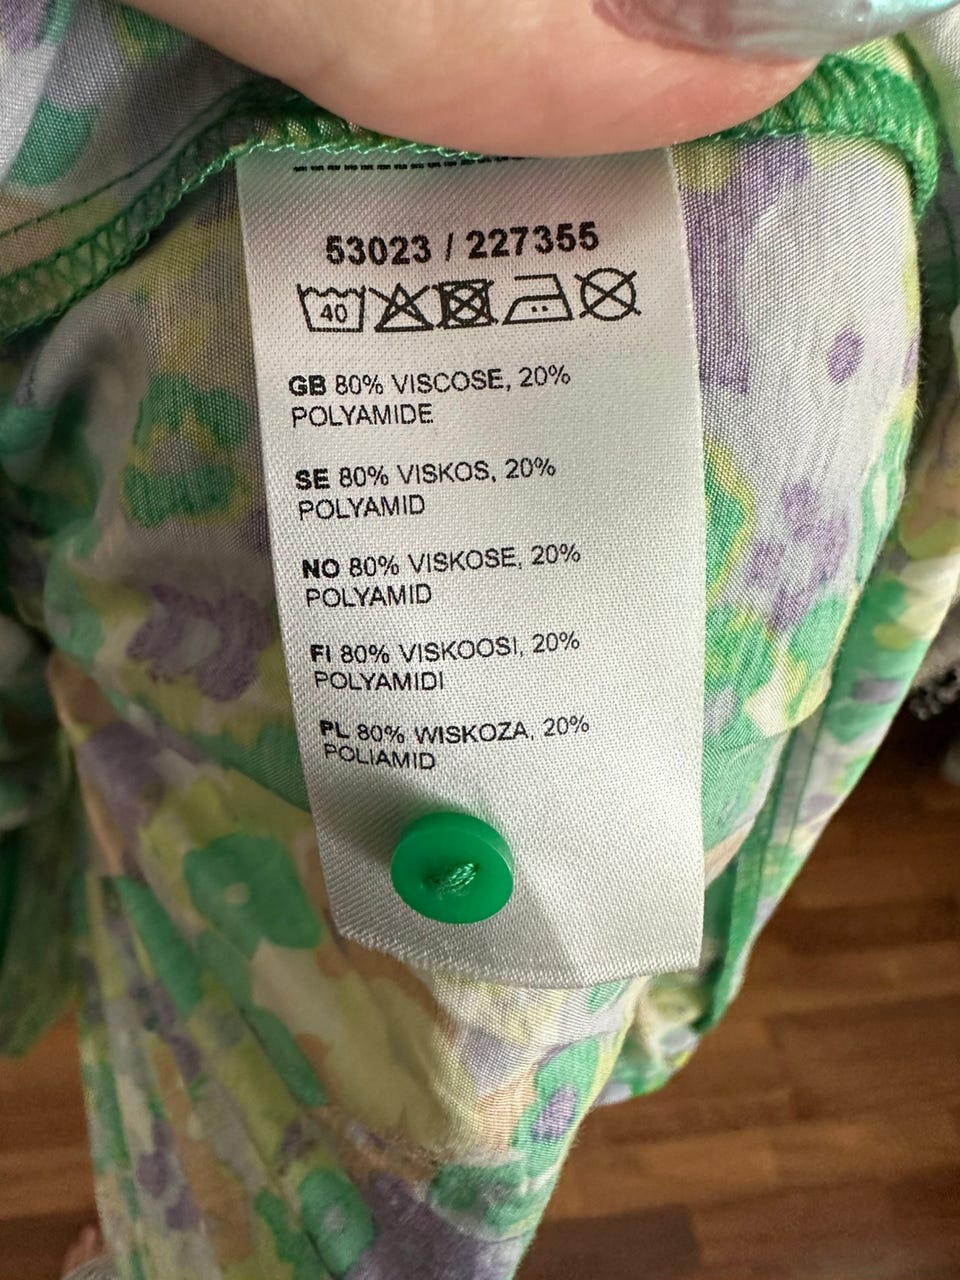 53023 / 227355
40
GB 80% VISCOSE, 20%
POLYAMIDE
SE 80% VISKOS, 20%
POLYAMID
NO 80% VISKOSE, 20%
POLYAMID
FI 80% VISKOOSI, 20%
POLYAMIDI
PL 80% WISKOZA, 20%
POLIAMID